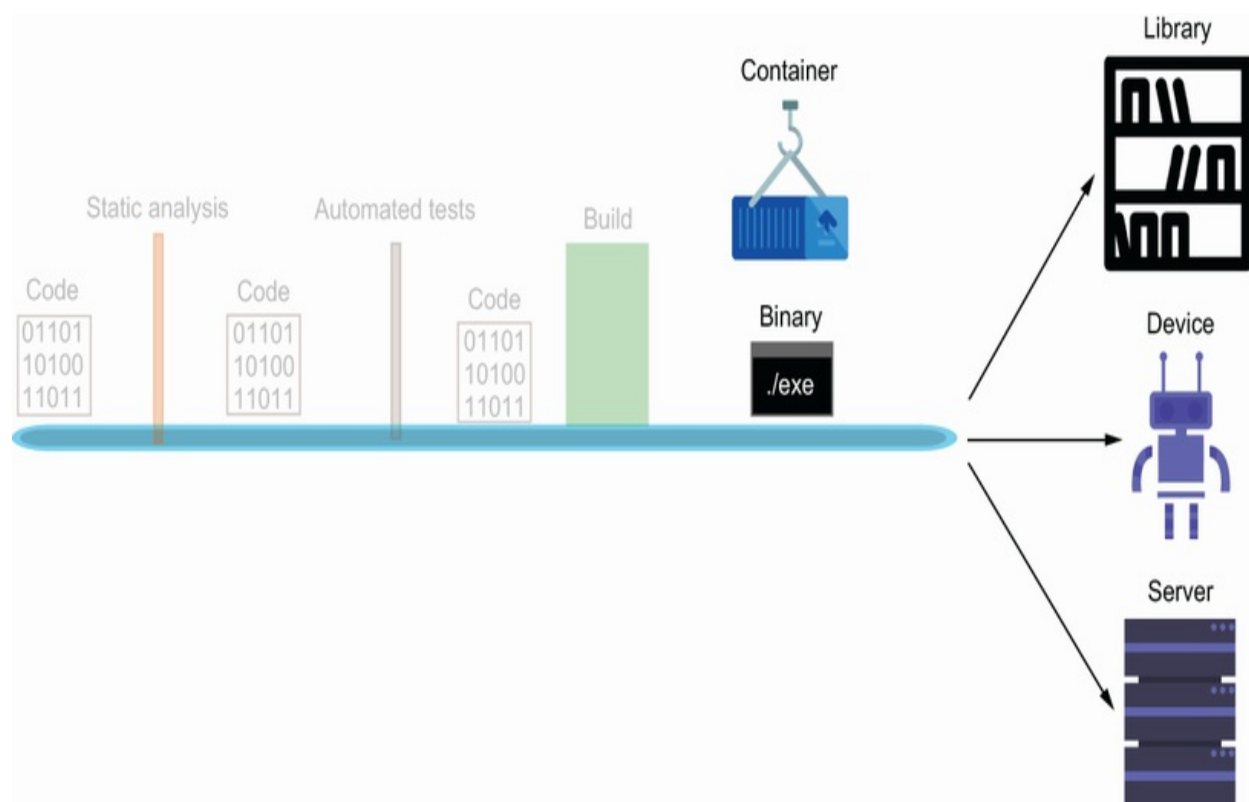 Library
Container
Static analysis
Automated tests
Build
Code
01101
10100
11011
Code
01101
10100
11011
Code
01101
10100
11011
Binary
./exe
Device
Server